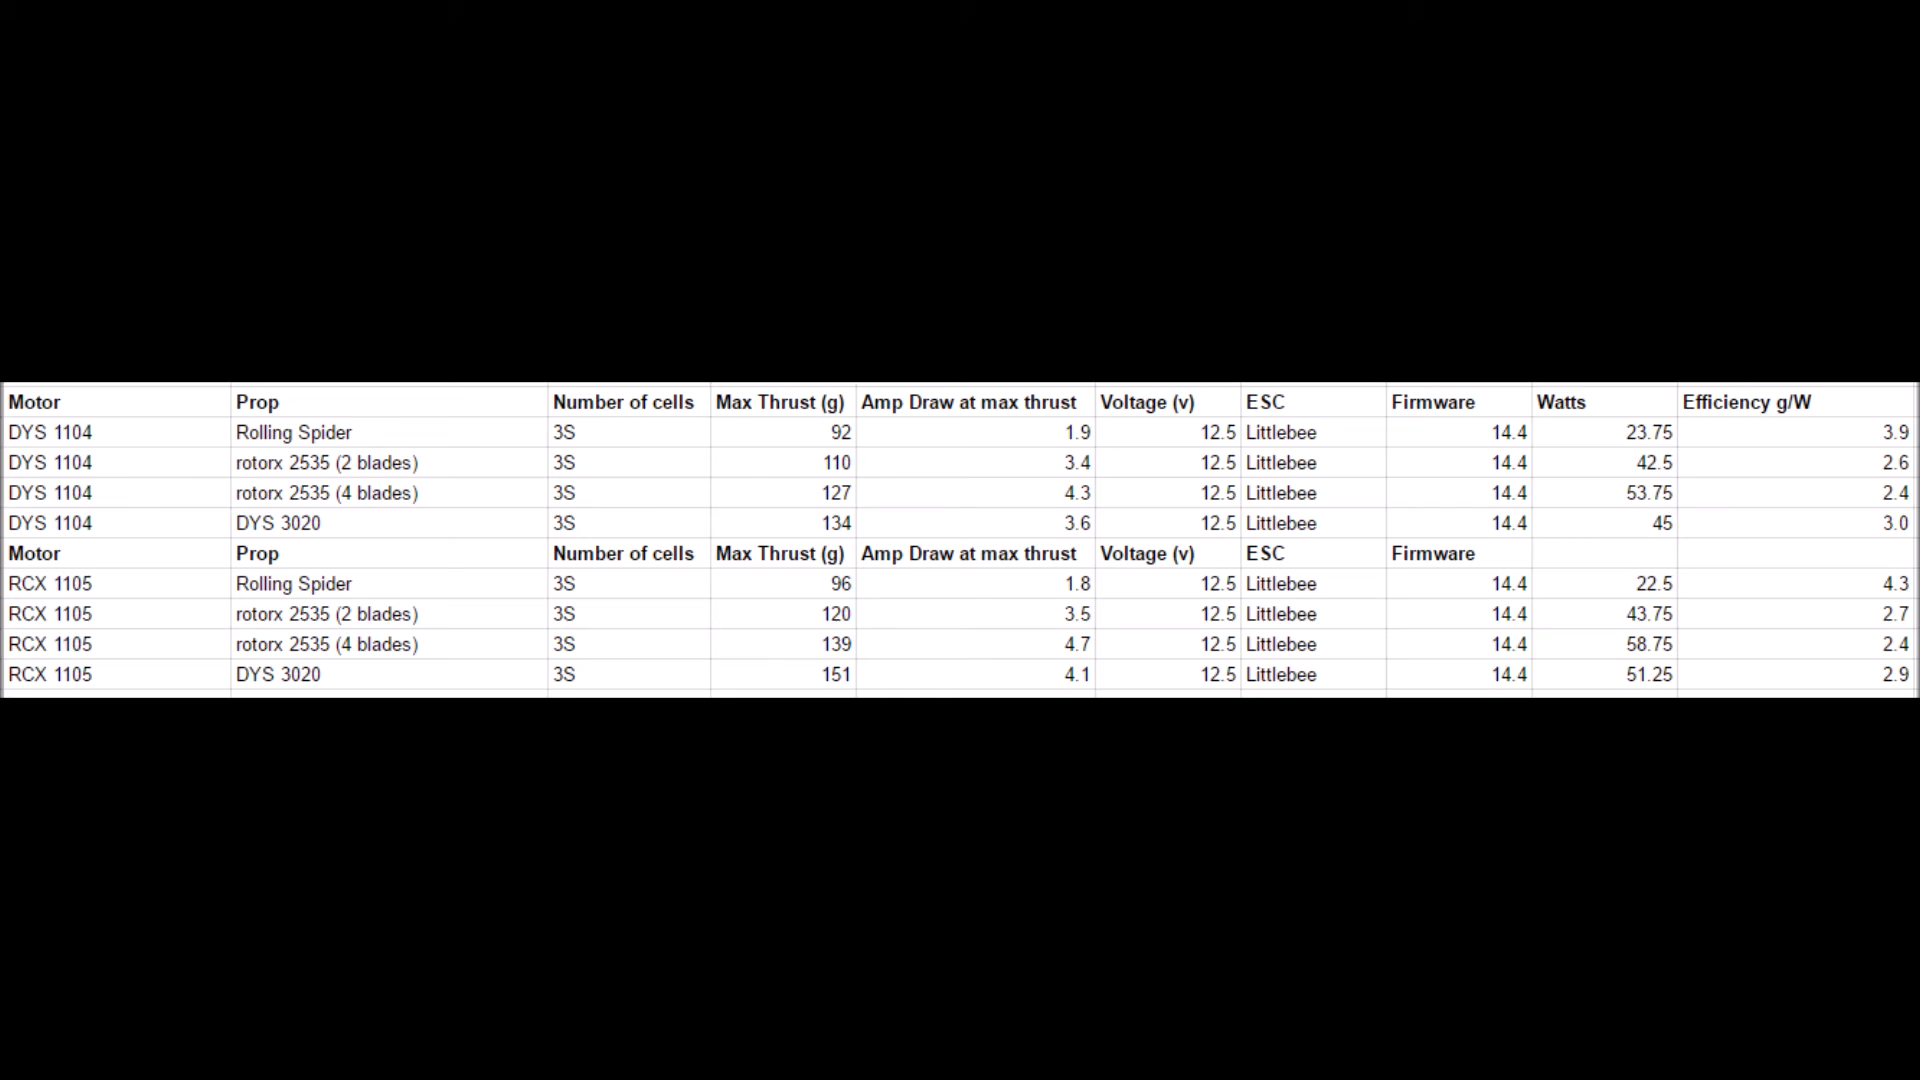 Motor Prop Number of cells Max Thrust (g) Amp Draw at max thrust Voltage (v) ESC Firmware Watts Efficiency g/W
DYS 1104 Rolling Spider 3S 92 1.9 12.5 Littlebee 14.4 23.75 3.9
DYS 1104 rotorx 2535 (2 blades) 3S 110 3.4 12.5 Littlebee 14.4 42.5 2.6
DYS 1104 rotorx 2535 (4 blades) 3S 127 4.3 12.5 Littlebee 14.4 53.75 2.4
DYS 1104 DYS 3020 3S 134 3.6 12.5 Littlebee 14.4 45 3.0
Motor Prop Number of cells Max Thrust (g) Amp Draw at max thrust Voltage (v) ESC Firmware
RCX 1105 Rolling Spider 3S 96 1.8 12.5 Littlebee 14.4 22.5 4.3
RCX 1105 rotorx 2535 (2 blades) 3S 120 3.5 12.5 Littlebee 14.4 43.75 2.7
RCX 1105 rotorx 2535 (4 blades) 3S 139 4.7 12.5 Littlebee 14.4 58.75 2.4
RCX 1105 DYS 3020 3S 151 4.1 12.5 Littlebee 14.4 51.25 2.9